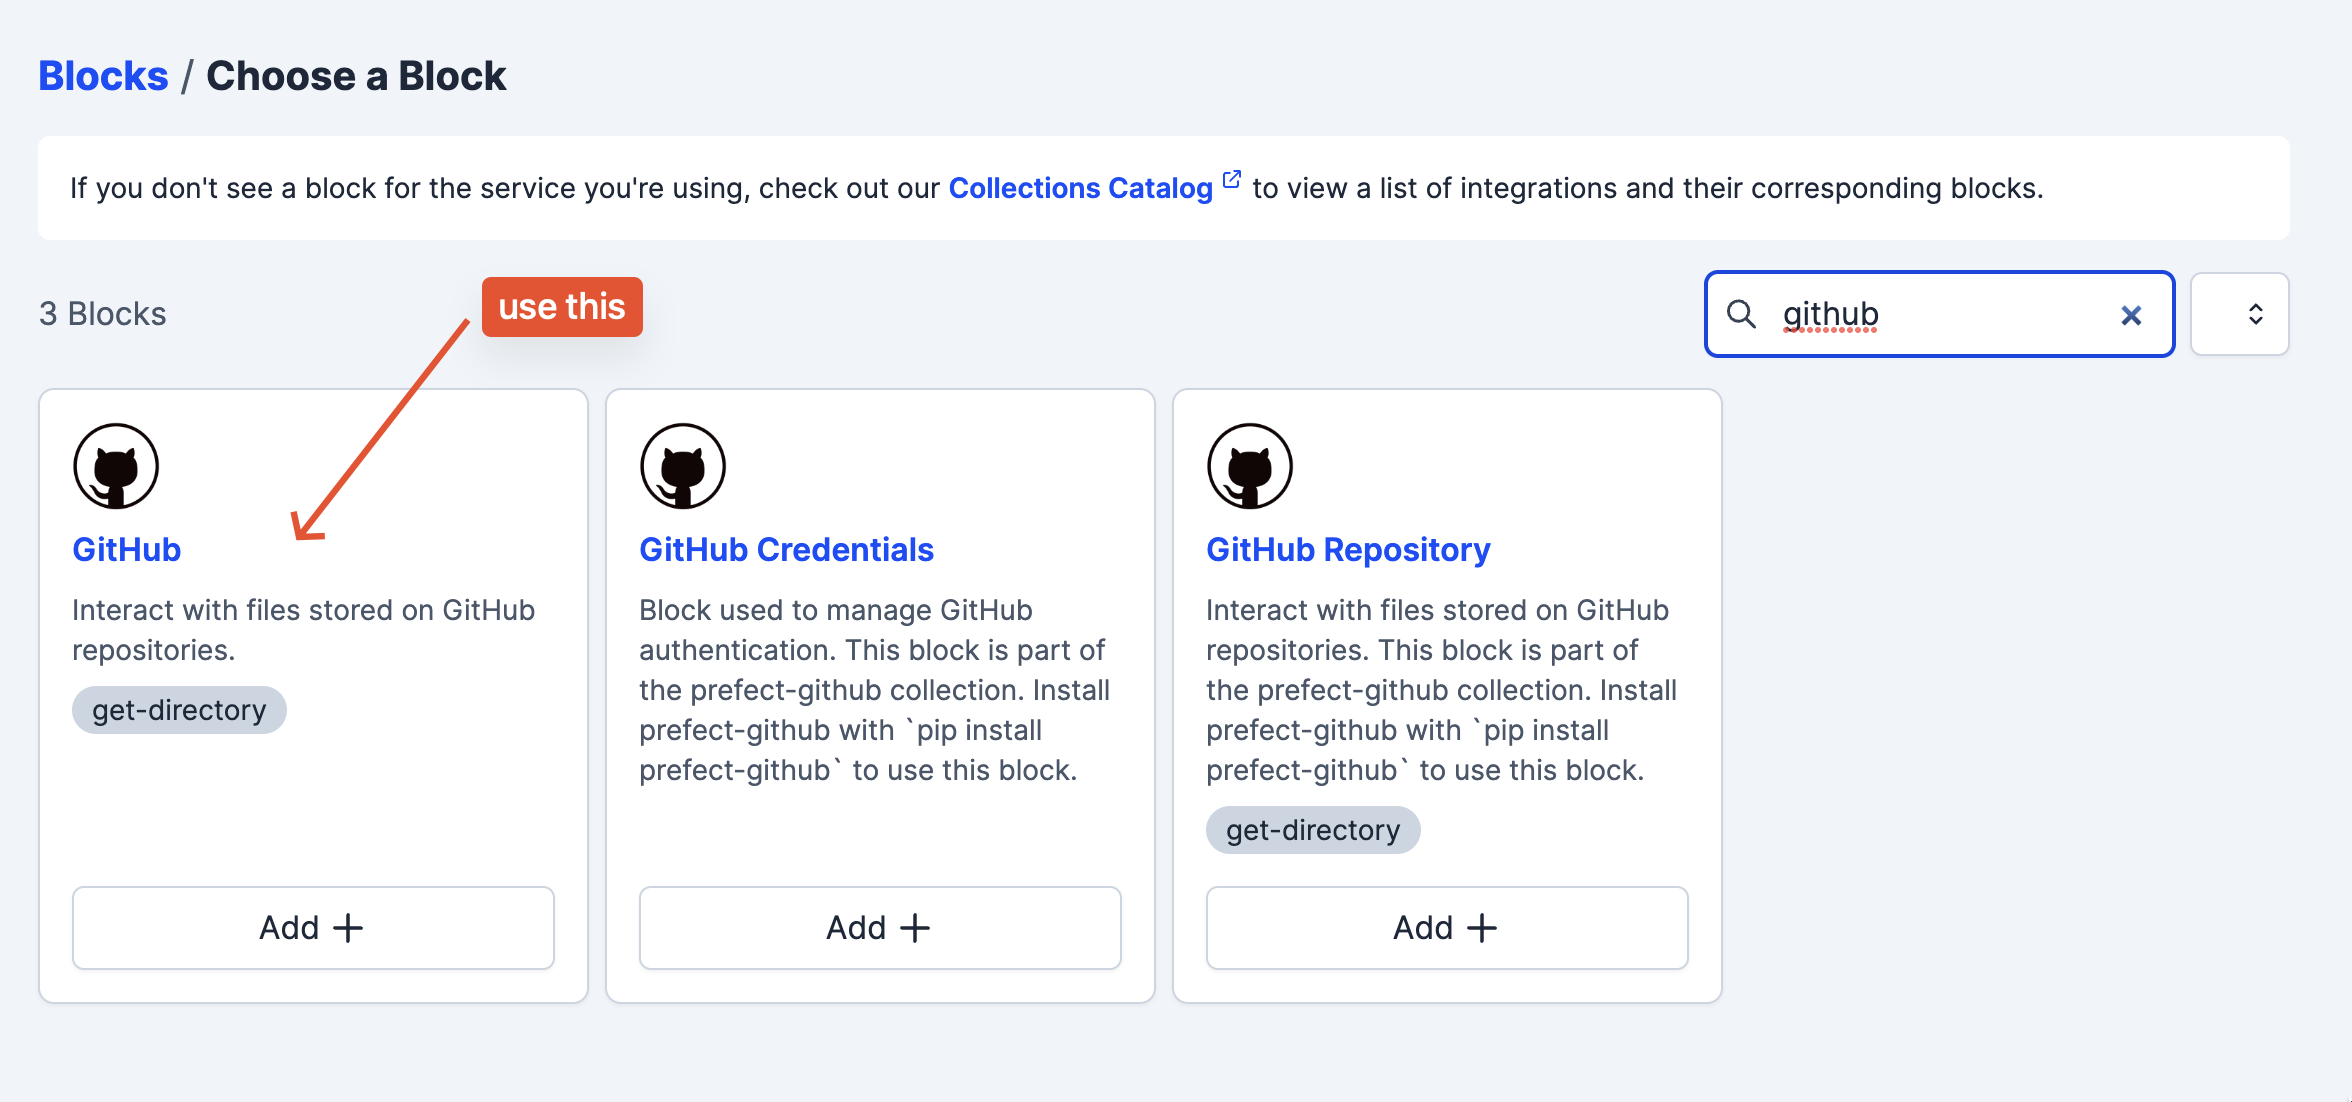 Blocks / Choose a Block
If you don't see a block for the service you're using, check out our Collections Catalog to view a list of integrations and their corresponding blocks.
use this
3 Blocks
github
GitHub
Interact with files stored on GitHub
repositories.
get-directory
Add
GitHub Credentials
Block used to manage GitHub
authentication. This block is part of
the prefect-github collection. Install
prefect-github with `pip install
prefect-github` to use this block.
Add
GitHub Repository
Interact with files stored on GitHub
repositories. This block is part of
the prefect-github collection. Install
prefect-github with `pip install
prefect-github` to use this block.
get-directory
Add